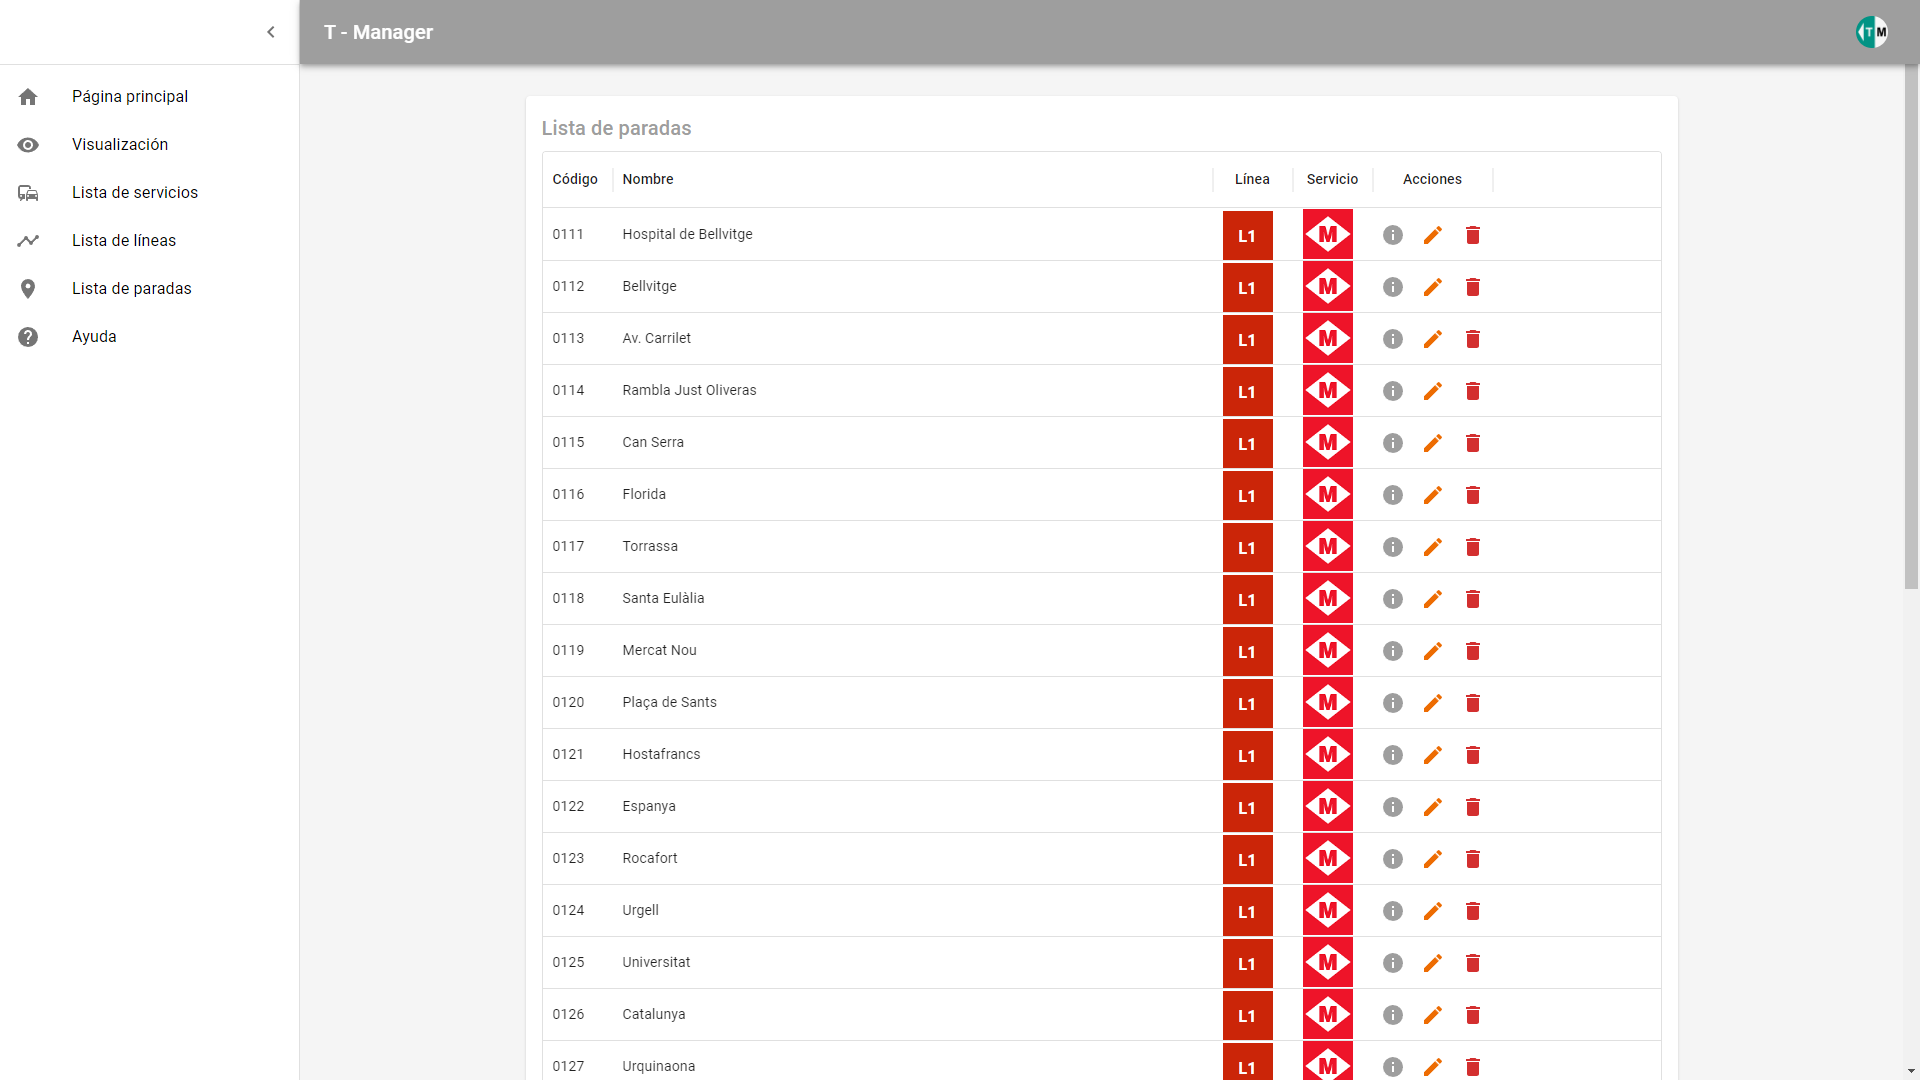 T - Manager
TM
Página principal
Visualización
Lista de servicios
Lista de líneas
Lista de paradas
Ayuda
Lista de paradas
Código Nombre Línea Servicio Acciones
0111 Hospital de Bellvitge L1 M
0112 Bellvitge L1 M
0113 Av. Carrilet L1 M
0114 Rambla Just Oliveras L1 M
0115 Can Serra L1 M
0116 Florida L1 M
0117 Torrassa L1 M
0118 Santa Eulàlia L1 M
0119 Mercat Nou L1 M
0120 Plaça de Sants L1 M
0121 Hostafrancs L1 M
0122 Espanya L1 M
0123 Rocafort L1 M
0124 Urgell L1 M
0125 Universitat L1 M
0126 Catalunya L1 M
0127 Urquinaona L1 M